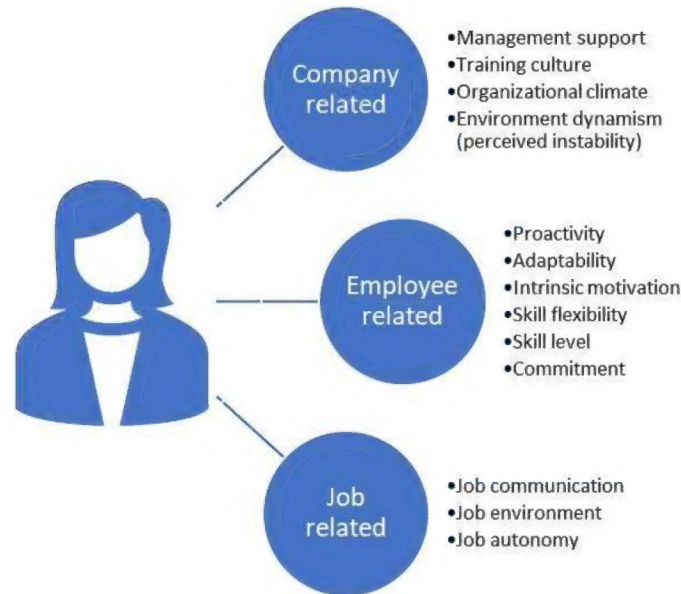 Company
related
•Management support
•Training culture
•Organizational climate
•Environment dynamism
(perceived instability)
Employee
related
•Proactivity
•Adaptability
•Intrinsic motivation
•Skill flexibility
•Skill level
•Commitment
Job
related
•Job communication
•Job environment
•Job autonomy